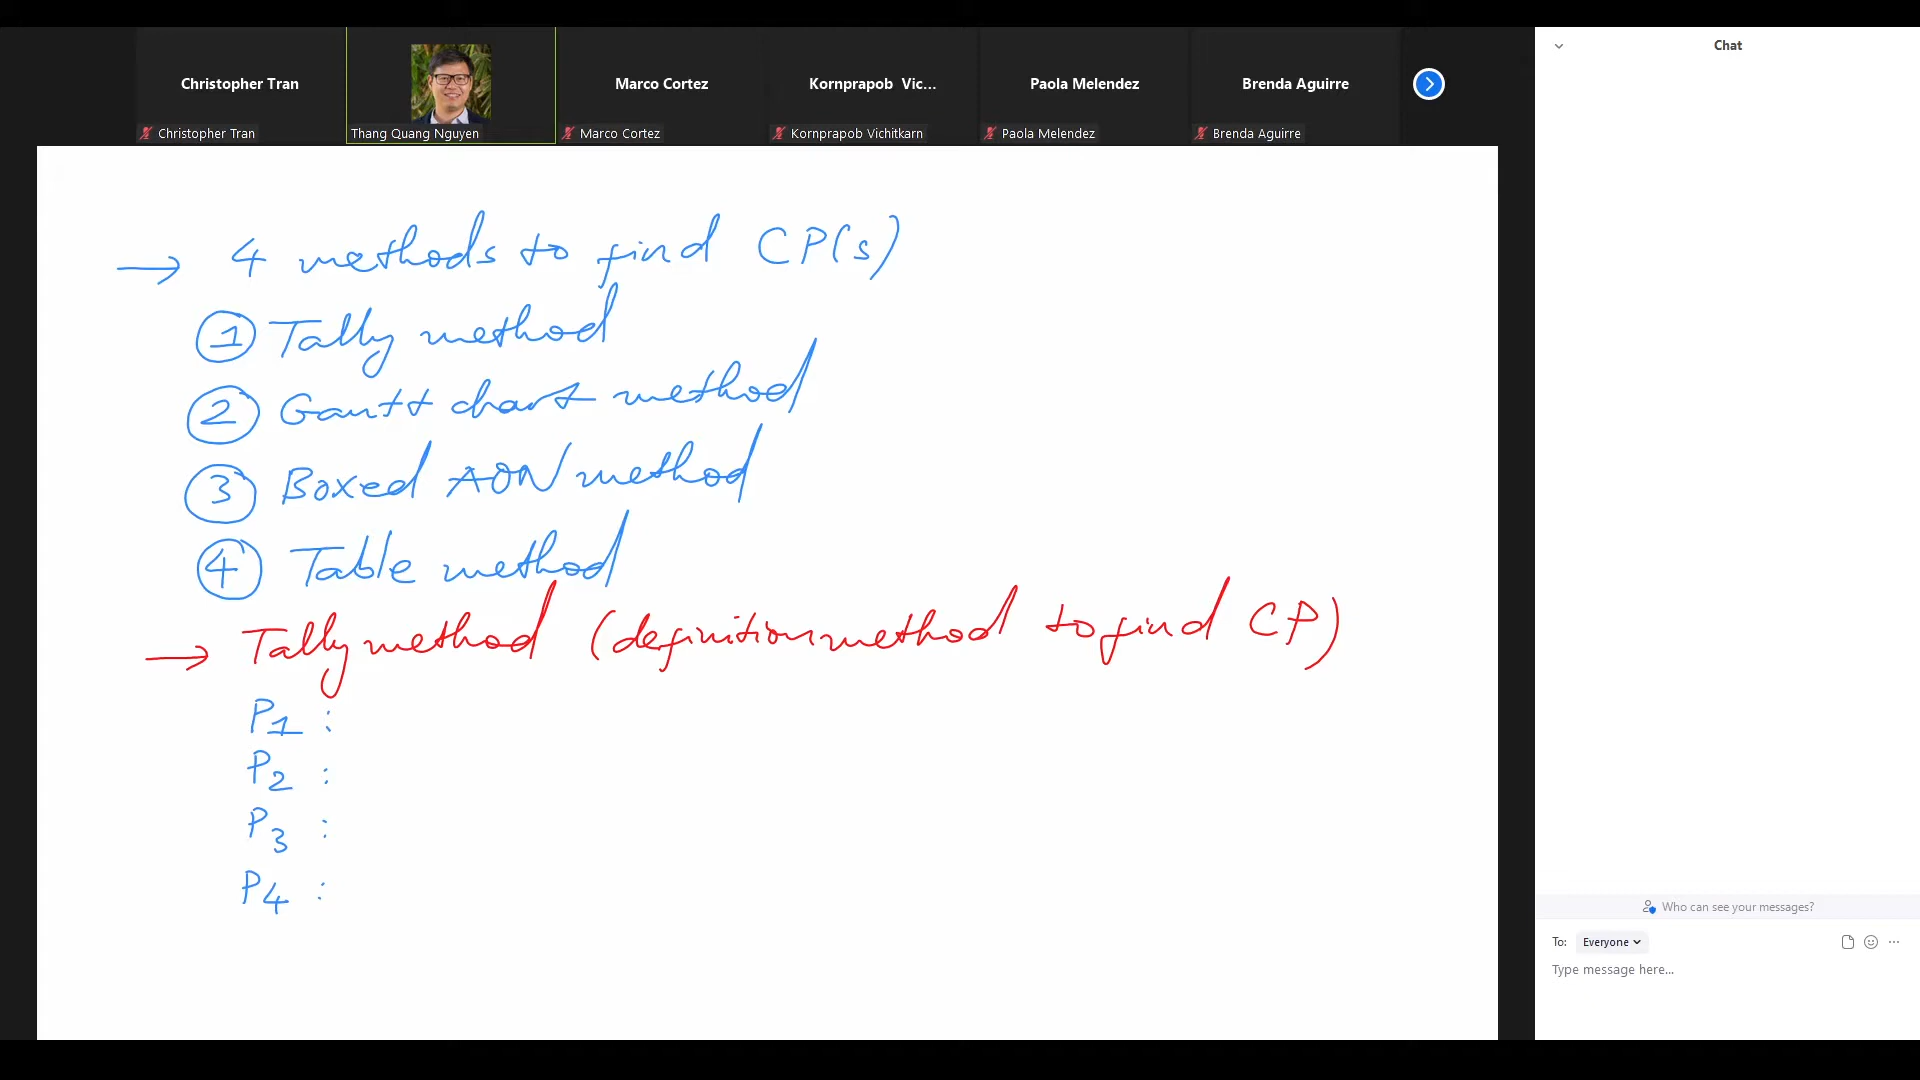 Chat
Christopher Tran
Marco Cortez
Kornprapob Vic...
Paola Melendez
Brenda Aguirre
Christopher Tran
Thang Quang Nguyen
Marco Cortez
Kornprapob Vichitkarn
Paola Melendez
Brenda Aguirre
→ 4 methods to find CP(s)
1 Tally method
2 Gantt chart method
3 Boxed AON method
4 Table method
→ Tally method (definition method to find CP)
P1 :
P2 :
P3 :
P4 :
Who can see your messages?
To: Everyone
Type message here...